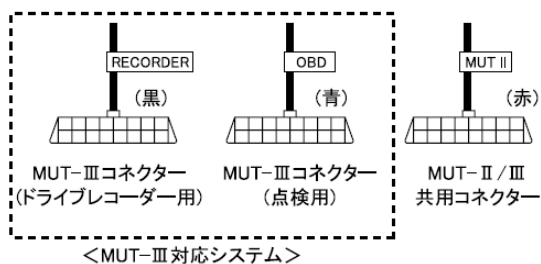 RECORDER
OBD
MUT Ⅱ
(黒)
(青)
(赤)
MUT-Ⅲコネクター
(ドライブレコーダー用)
MUT-Ⅲコネクター
(点検用)
MUT-Ⅱ/Ⅲ
共用コネクター
<MUT-Ⅲ対応システム>